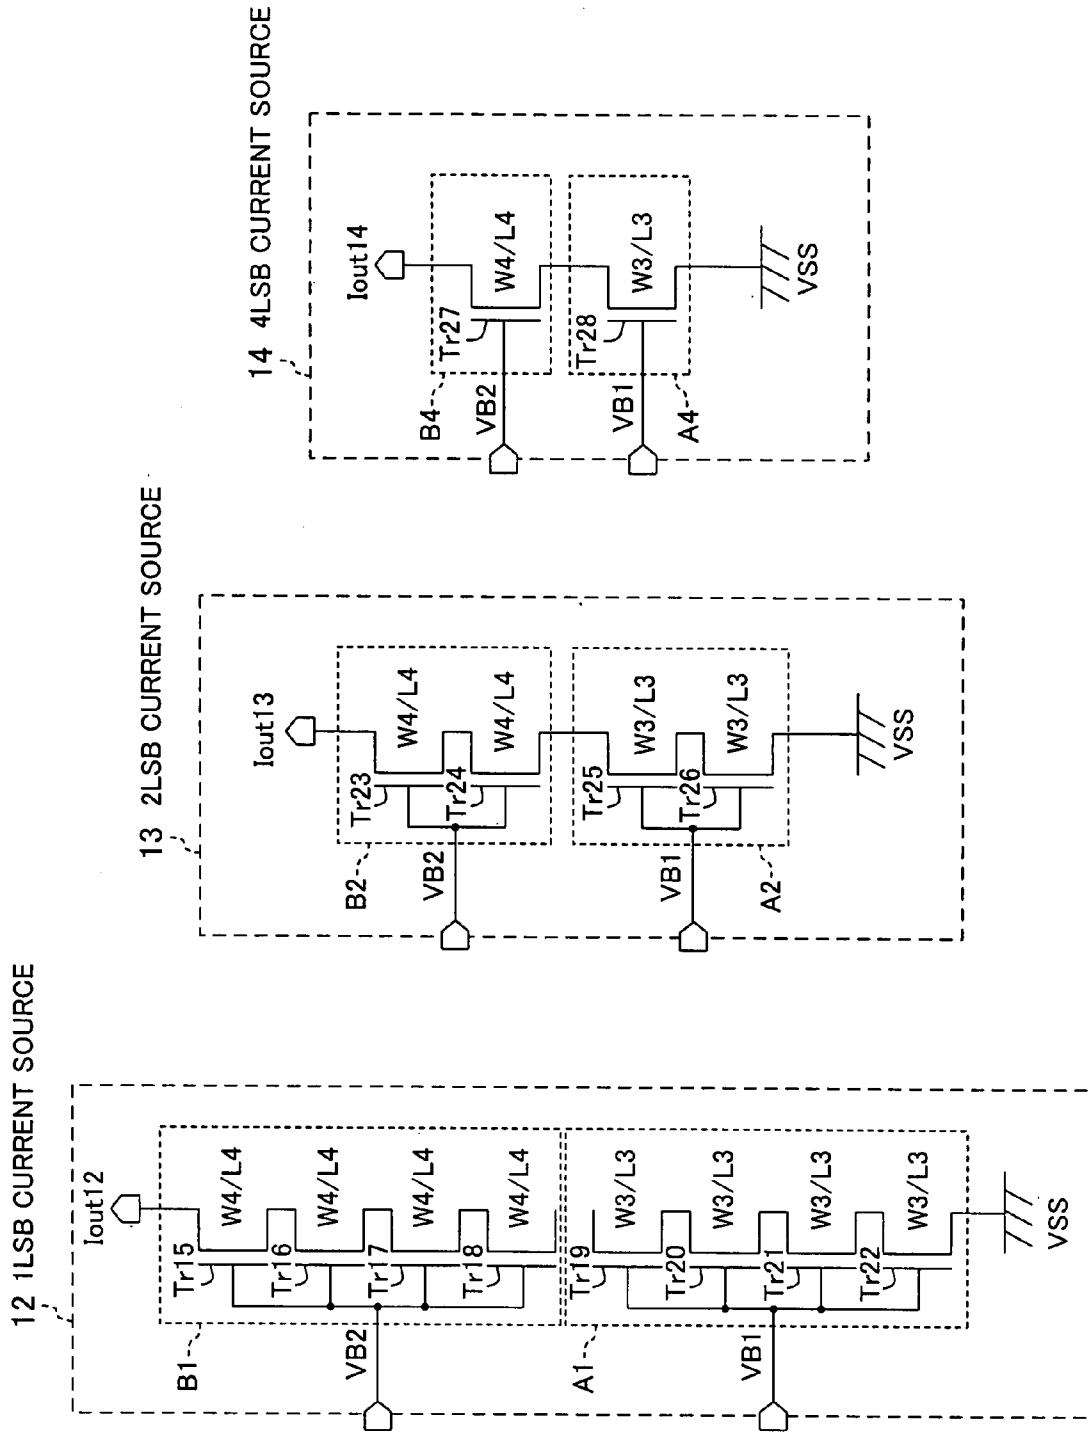 14 4LSB CURRENT SOURCE
Iout14
B4
Tr27
W4/L4
VB2
Tr28
W3/L3
VB1
A4
VSS
13 2LSB CURRENT SOURCE
Iout13
Tr23
W4/L4
B2
Tr24
W4/L4
VB2
Tr25
W3/L3
VB1
Tr26
W3/L3
A2
VSS
12 1LSB CURRENT SOURCE
Iout12
B1
Tr15
W4/L4
Tr16
W4/L4
VB2
Tr17
W4/L4
Tr18
W4/L4
A1
Tr19
W3/L3
Tr20
W3/L3
VB1
Tr21
W3/L3
Tr22
W3/L3
VSS